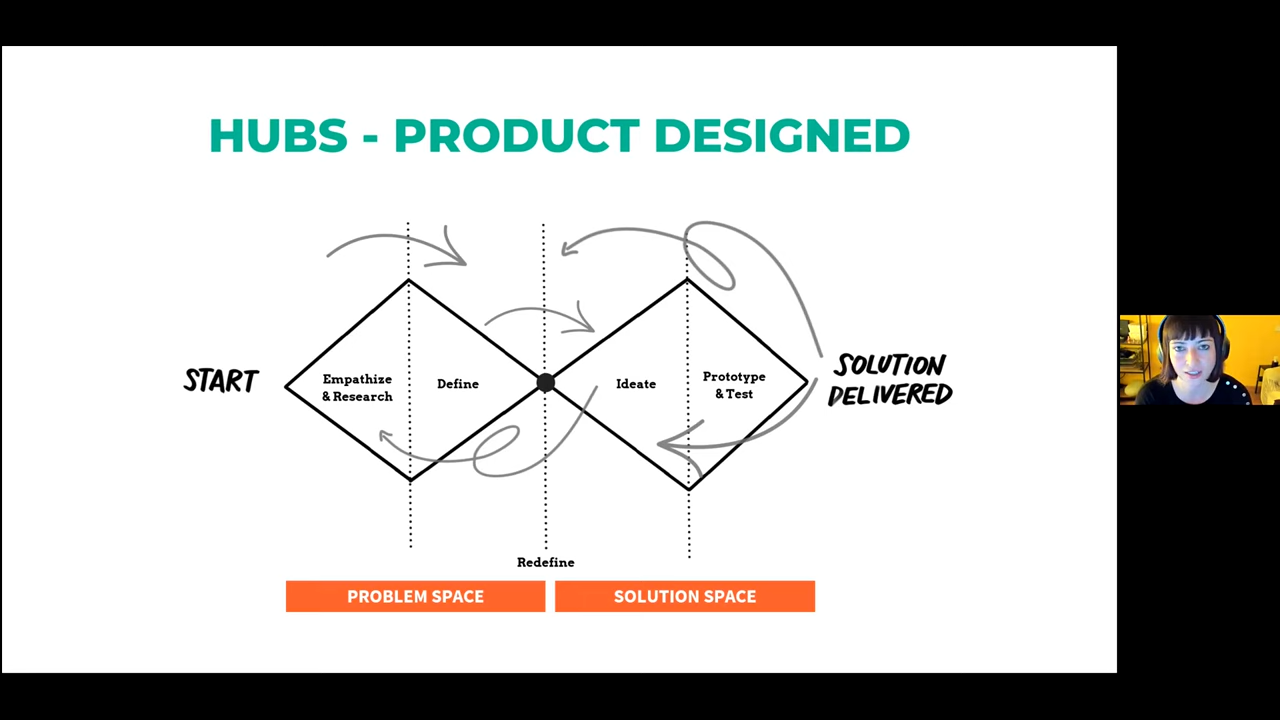 HUBS - PRODUCT DESIGNED
START
Empathize
& Research
Define
Ideate
Prototype
& Test
SOLUTION
DELIVERED
Redefine
PROBLEM SPACE
SOLUTION SPACE